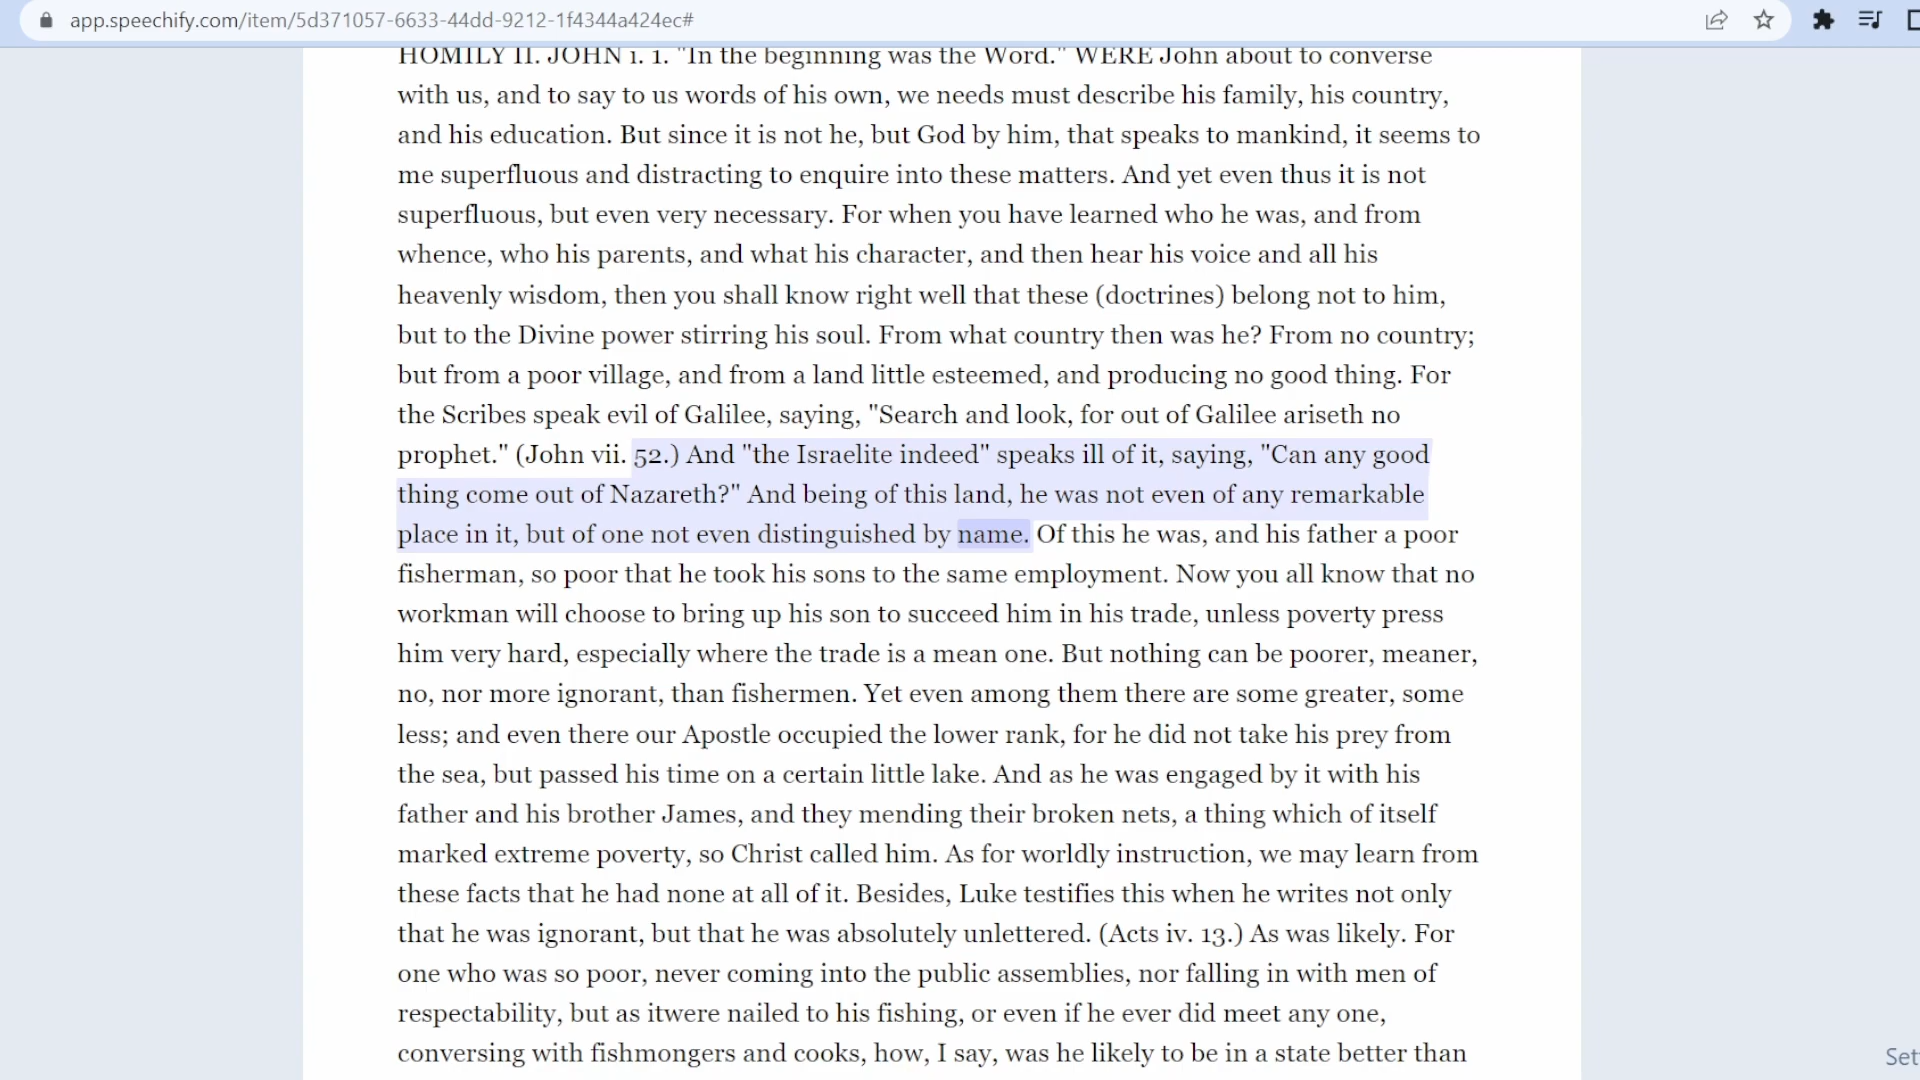 app.speechify.com/item/5d371057-6633-44dd-9212-1f4344a424ec#
HOMILY II. JOHN i. 1. "In the beginning was the Word." WERE John about to converse
with us, and to say to us words of his own, we needs must describe his family, his country,
and his education. But since it is not he, but God by him, that speaks to mankind, it seems to
me superfluous and distracting to enquire into these matters. And yet even thus it is not
superfluous, but even very necessary. For when you have learned who he was, and from
whence, who his parents, and what his character, and then hear his voice and all his
heavenly wisdom, then you shall know right well that these (doctrines) belong not to him,
but to the Divine power stirring his soul. From what country then was he? From no country;
but from a poor village, and from a land little esteemed, and producing no good thing. For
the Scribes speak evil of Galilee, saying, "Search and look, for out of Galilee ariseth no
prophet." (John vii. 52.) And "the Israelite indeed" speaks ill of it, saying, "Can any good
thing come out of Nazareth?" And being of this land, he was not even of any remarkable
place in it, but of one not even distinguished by name. Of this he was, and his father a poor
fisherman, so poor that he took his sons to the same employment. Now you all know that no
workman will choose to bring up his son to succeed him in his trade, unless poverty press
him very hard, especially where the trade is a mean one. But nothing can be poorer, meaner,
no, nor more ignorant, than fishermen. Yet even among them there are some greater, some
less; and even there our Apostle occupied the lower rank, for he did not take his prey from
the sea, but passed his time on a certain little lake. And as he was engaged by it with his
father and his brother James, and they mending their broken nets, a thing which of itself
marked extreme poverty, so Christ called him. As for worldly instruction, we may learn from
these facts that he had none at all of it. Besides, Luke testifies this when he writes not only
that he was ignorant, but that he was absolutely unlettered. (Acts iv. 13.) As was likely. For
one who was so poor, never coming into the public assemblies, nor falling in with men of
respectability, but as itwere nailed to his fishing, or even if he ever did meet any one,
conversing with fishmongers and cooks, how, I say, was he likely to be in a state better than
Set